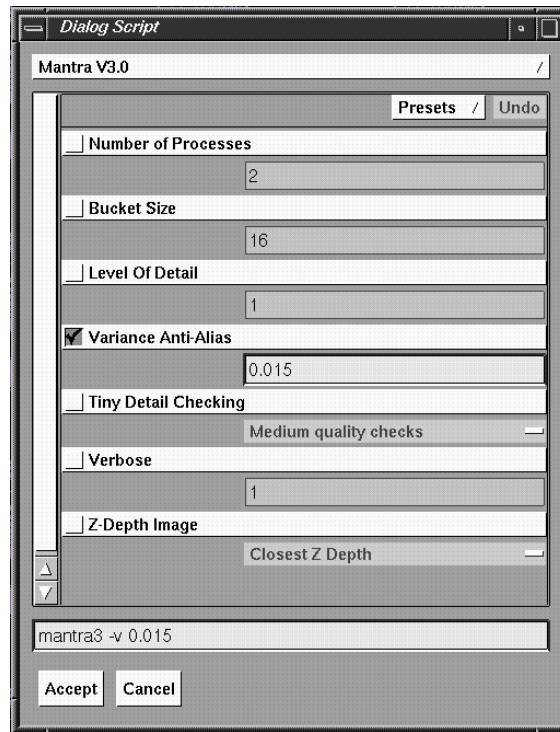 Dialog Script
Mantra V3.0
Presets Undo
Number of Processes
2
Bucket Size
16
Level Of Detail
1
Variance Anti-Alias
0.015
Tiny Detail Checking
Medium quality checks
Verbose
1
Z-Depth Image
Closest Z Depth
mantra3 -v 0.015
Accept Cancel